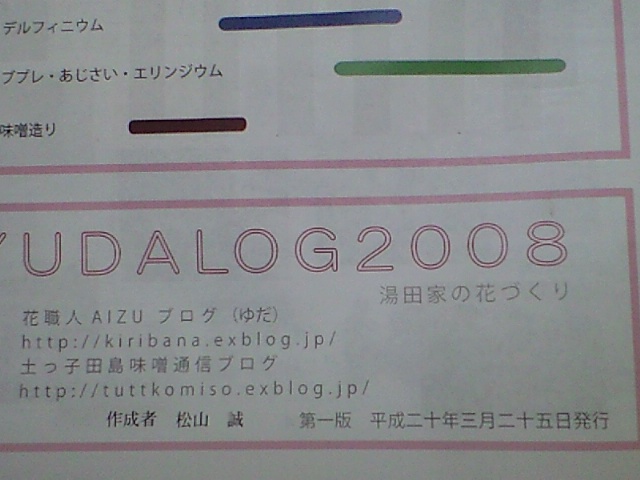 デルフィニウム
ブプレ・あじさい・エリンジウム
味噌造り
YUDALOG2008
湯田家の花づくり
花職人AIZU ブログ（ゆだ）
http://kiribana.exblog.jp/
土っ子田島味噌通信ブログ
http://tuttkomiso.exblog.jp/
作成者 松山 誠 第一版 平成二十年三月二十五日発行